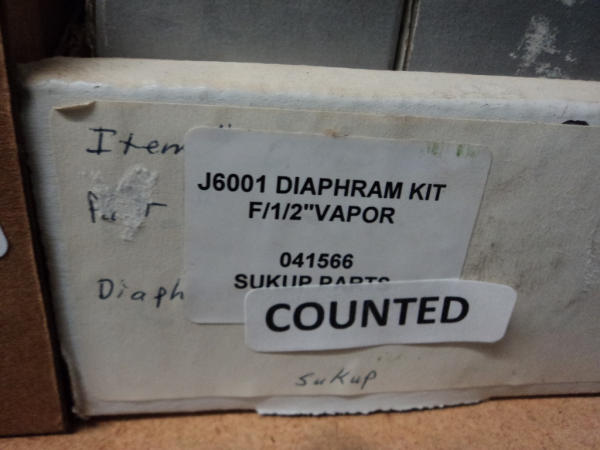 Item
J6001 DIAPHRAM KIT
F/1/2"VAPOR
041566
Diaph
SUKUP PARTS
COUNTED
Sukup